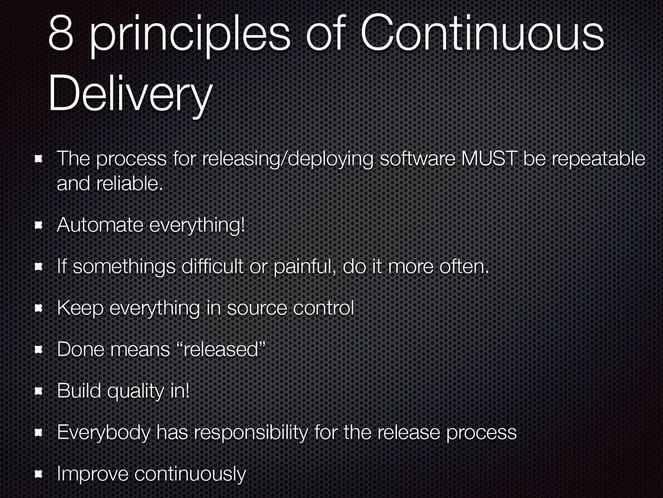 8 principles of Continuous
Delivery
The process for releasing/deploying software MUST be repeatable
and reliable.
Automate everything!
If somethings difficult or painful, do it more often.
Keep everything in source control
Done means “released”
Build quality in!
Everybody has responsibility for the release process
Improve continuously